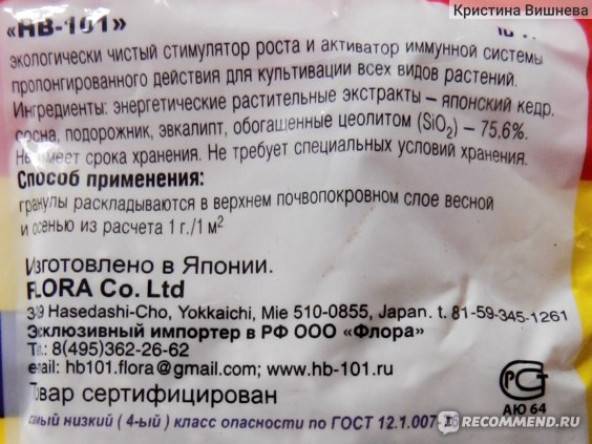 Кристина Вишнева
«HB-101»
экологически чистый стимулятор роста и активатор иммунной системы
пролонгированного действия для культивации всех видов растений.
Ингредиенты: энергетические растительные экстракты – японский кедр,
сосна, подорожник, эвкалипт, обогащенные цеолитом (SiO₂) – 75.6%.
Не имеет срока хранения. Не требует специальных условий хранения.
Способ применения:
гранулы раскладываются в верхнем почвопокровном слое весной
и осенью из расчета 1 г./1 м²
Изготовлено в Японии.
FLORA Co. Ltd
Hasedashi-Cho, Yokkaichi, Mie 510-0855, Japan. t. 81-59-345-1261
Эксклюзивный импортер в РФ ООО «Флора»
Тел.: 8(495)362-26-62
email: hb101.flora@gmail.com; www.hb-101.ru
Товар сертифицирован
РСТ
АЮ 64
самый низкий ( 4-ый ) класс опасности по ГОСТ 12.1.007-
RECOMMEND.RU